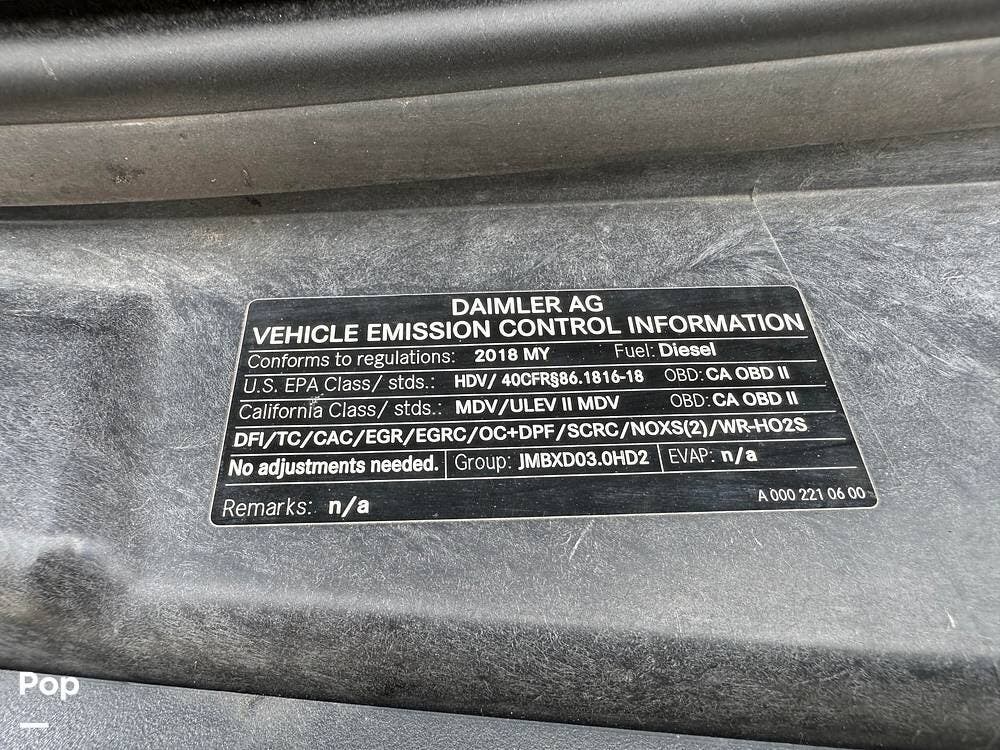 DAIMLER AG
VEHICLE EMISSION CONTROL INFORMATION
Conforms to regulations: 2018 MY Fuel: Diesel
U.S. EPA Class/ stds.: HDV/ 40CFR§86.1816-18 OBD: CA OBD II
California Class/ stds.: MDV/ULEV II MDV OBD: CA OBD II
DFI/TC/CAC/EGR/EGRC/OC+DPF/SCRC/NOXS(2)/WR-HO2S
No adjustments needed. Group: JMBXD03.0HD2 EVAP: n/a
Remarks: n/a A 000 221 06 00
Pop